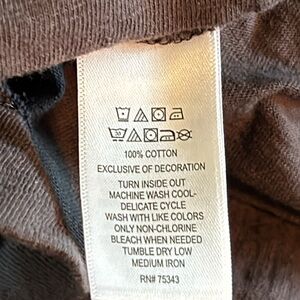 100% COTTON
EXCLUSIVE OF DECORATION
TURN INSIDE OUT
MACHINE WASH COOL-
DELICATE CYCLE
WASH WITH LIKE COLORS
ONLY NON-CHLORINE
BLEACH WHEN NEEDED
TUMBLE DRY LOW
MEDIUM IRON
RN# 75343